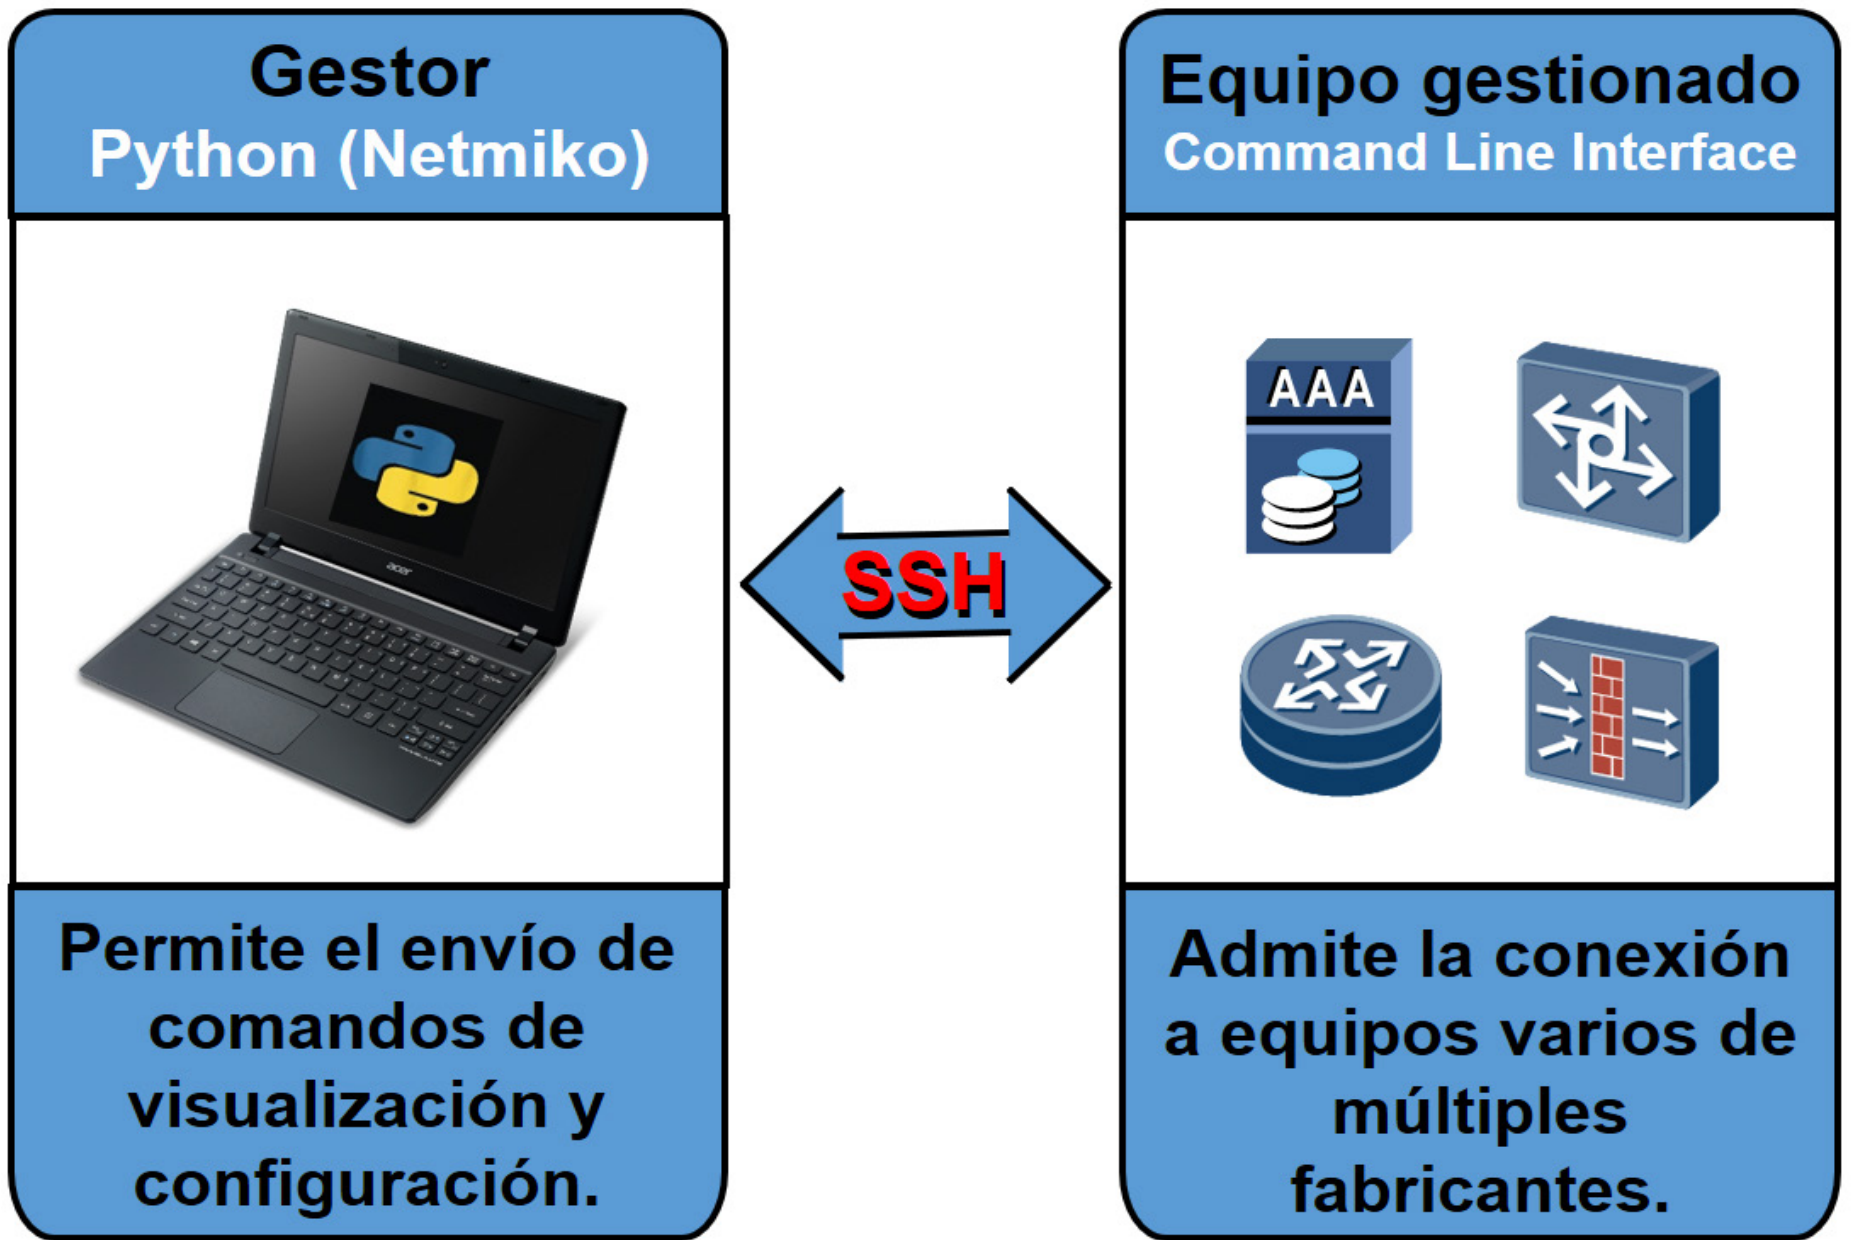 Gestor
Python (Netmiko)
acer
Permite el envío de
comandos de
visualización y
configuración.
SSH
Equipo gestionado
Command Line Interface
AAA
Admite la conexión
a equipos varios de
múltiples
fabricantes.